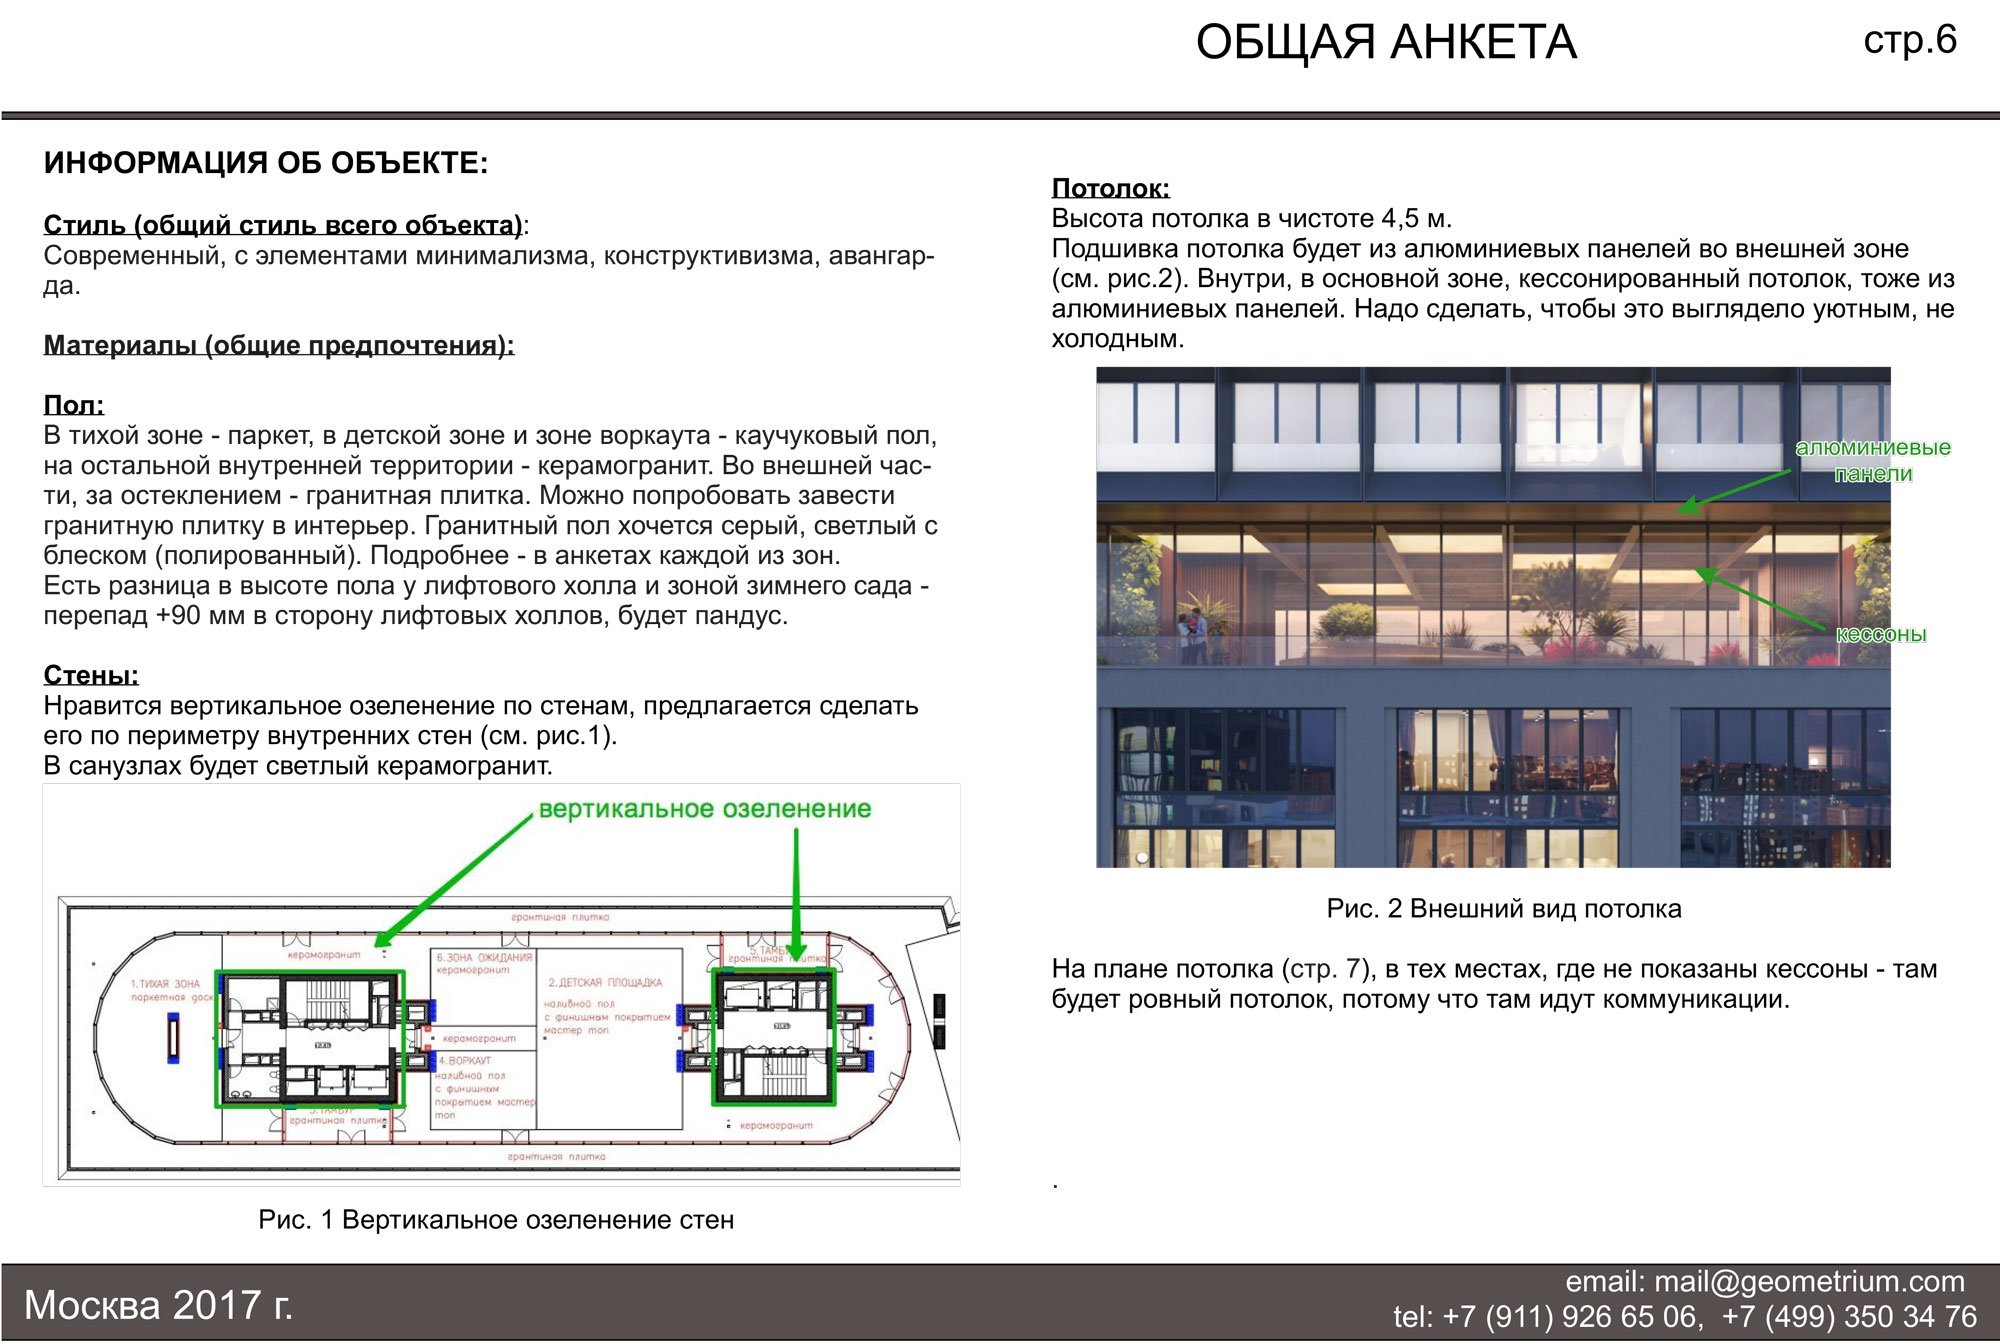 ОБЩАЯ АНКЕТА
стр.6
ИНФОРМАЦИЯ ОБ ОБЪЕКТЕ:
Стиль (общий стиль всего объекта):
Современный, с элементами минимализма, конструктивизма, авангар-
да.
Материалы (общие предпочтения):
Пол:
В тихой зоне - паркет, в детской зоне и зоне воркаута - каучуковый пол,
на остальной внутренней территории - керамогранит. Во внешней час-
ти, за остеклением - гранитная плитка. Можно попробовать завести
гранитную плитку в интерьер. Гранитный пол хочется серый, светлый с
блеском (полированный). Подробнее - в анкетах каждой из зон.
Есть разница в высоте пола у лифтового холла и зоной зимнего сада -
перепад +90 мм в сторону лифтовых холлов, будет пандус.
Стены:
Нравится вертикальное озеленение по стенам, предлагается сделать
его по периметру внутренних стен (см. рис.1).
В санузлах будет светлый керамогранит.
вертикальное озеленение
грантиная плитка
керамогранит
1.ТИХАЯ ЗОНА
паркетная доск
6.ЗОНА ОЖИДАНИЯ
керамогранит
2.ДЕТСКАЯ ПЛОЩАДКА
наливной пол
с финишным покрытием
мастер топ
5.ТАМБУ
грантиная плитка
керамогранит
4.ВОРКАУТ
наливной пол
с финишным
покрытием мастер
топ
5.ТАМБУР
грантиная плитка
керамогранит
грантиная плитка
Рис. 1 Вертикальное озеленение стен
Потолок:
Высота потолка в чистоте 4,5 м.
Подшивка потолка будет из алюминиевых панелей во внешней зоне
(см. рис.2). Внутри, в основной зоне, кессонированный потолок, тоже из
алюминиевых панелей. Надо сделать, чтобы это выглядело уютным, не
холодным.
алюминиевые
панели
кессоны
Рис. 2 Внешний вид потолка
На плане потолка (стр. 7), в тех местах, где не показаны кессоны - там
будет ровный потолок, потому что там идут коммуникации.
.
Москва 2017 г.
email: mail@geometrium.com
tel: +7 (911) 926 65 06, +7 (499) 350 34 76